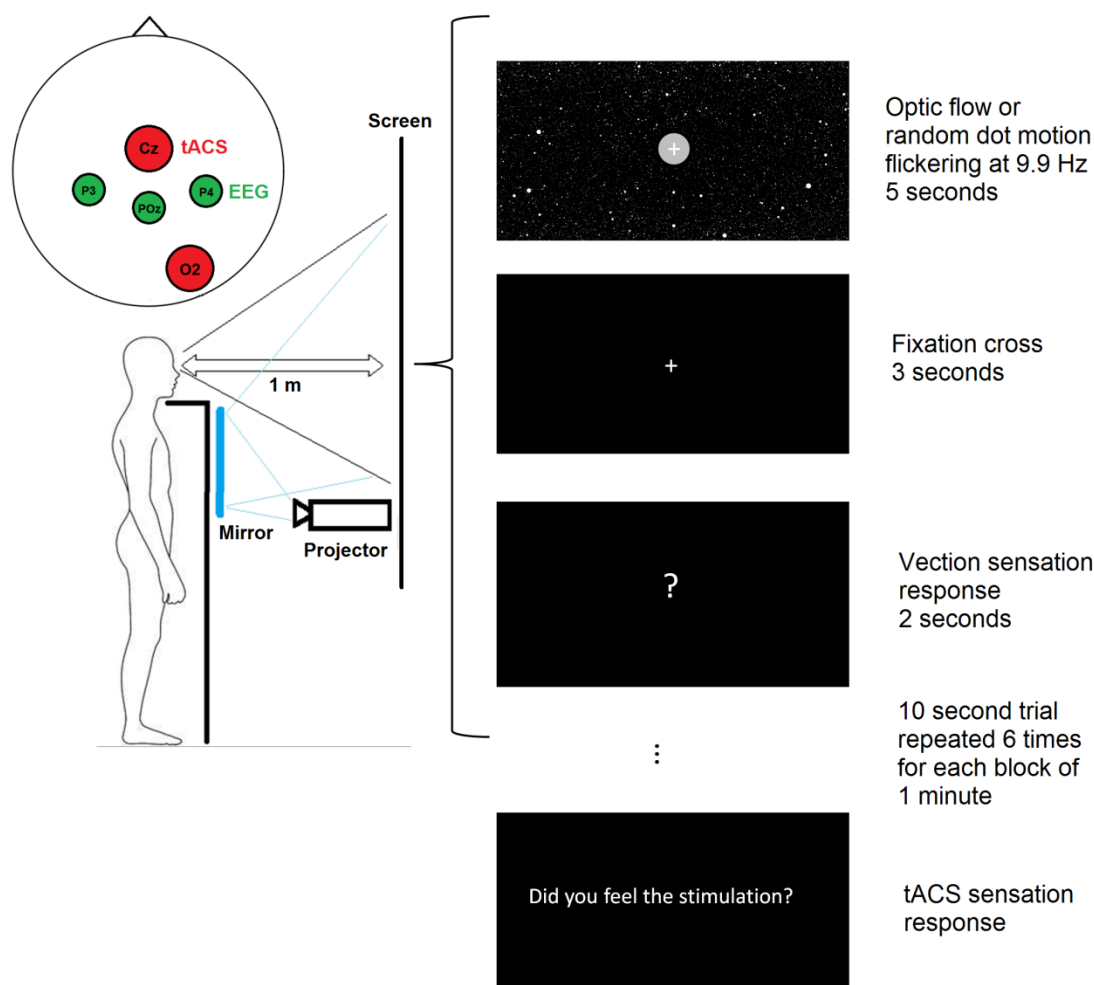 Cz
tACS
P3
P4
EEG
POz
O2
Screen
1 m
Mirror
Projector
+
Optic flow or
random dot motion
flickering at 9.9 Hz
5 seconds
+
Fixation cross
3 seconds
?
Vection sensation
response
2 seconds
⋮
10 second trial
repeated 6 times
for each block of
1 minute
Did you feel the stimulation?
tACS sensation
response